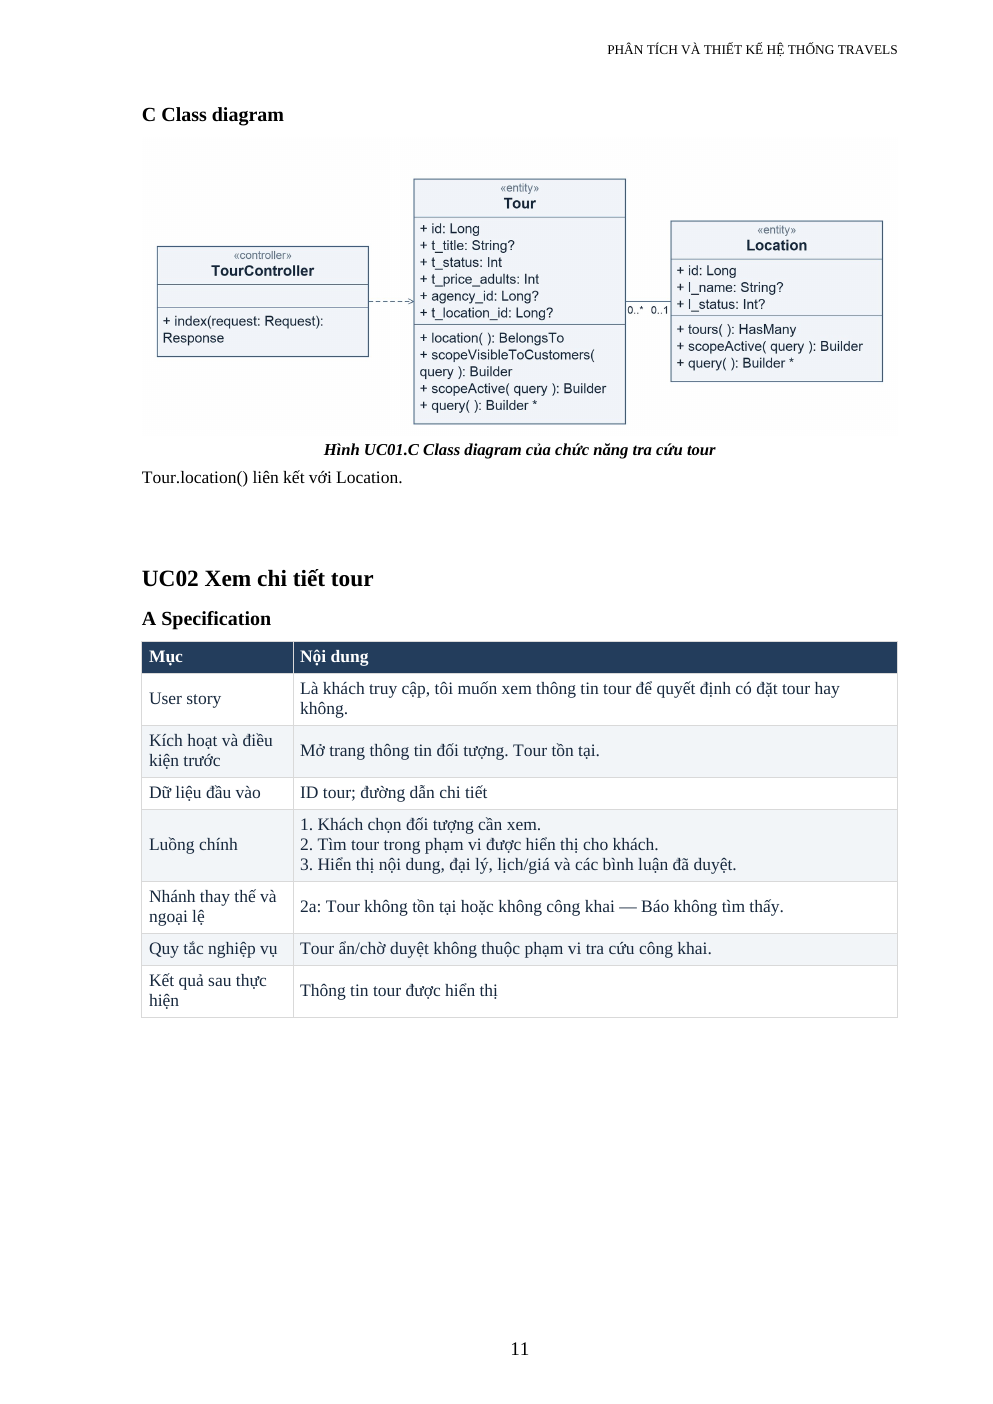 PHÂN TÍCH VÀ THIẾT KẾ HỆ THỐNG TRAVELS
C Class diagram
«controller»
TourController
+ index(request: Request):
Response
«entity»
Tour
+ id: Long
+ t_title: String?
+ t_status: Int
+ t_price_adults: Int
+ agency_id: Long?
+ t_location_id: Long?
+ location( ): BelongsTo
+ scopeVisibleToCustomers(
query ): Builder
+ scopeActive( query ): Builder
+ query( ): Builder *
0..* 0..1
«entity»
Location
+ id: Long
+ l_name: String?
+ l_status: Int?
+ tours( ): HasMany
+ scopeActive( query ): Builder
+ query( ): Builder *
Hình UC01.C Class diagram của chức năng tra cứu tour
Tour.location() liên kết với Location.
UC02 Xem chi tiết tour
A Specification
Mục Nội dung
User story
Là khách truy cập, tôi muốn xem thông tin tour để quyết định có đặt tour hay
không.
Kích hoạt và điều
kiện trước
Mở trang thông tin đối tượng. Tour tồn tại.
Dữ liệu đầu vào
ID tour; đường dẫn chi tiết
Luồng chính
1. Khách chọn đối tượng cần xem.
2. Tìm tour trong phạm vi được hiển thị cho khách.
3. Hiển thị nội dung, đại lý, lịch/giá và các bình luận đã duyệt.
Nhánh thay thế và
ngoại lệ
2a: Tour không tồn tại hoặc không công khai — Báo không tìm thấy.
Quy tắc nghiệp vụ
Tour ẩn/chờ duyệt không thuộc phạm vi tra cứu công khai.
Kết quả sau thực
hiện
Thông tin tour được hiển thị
11